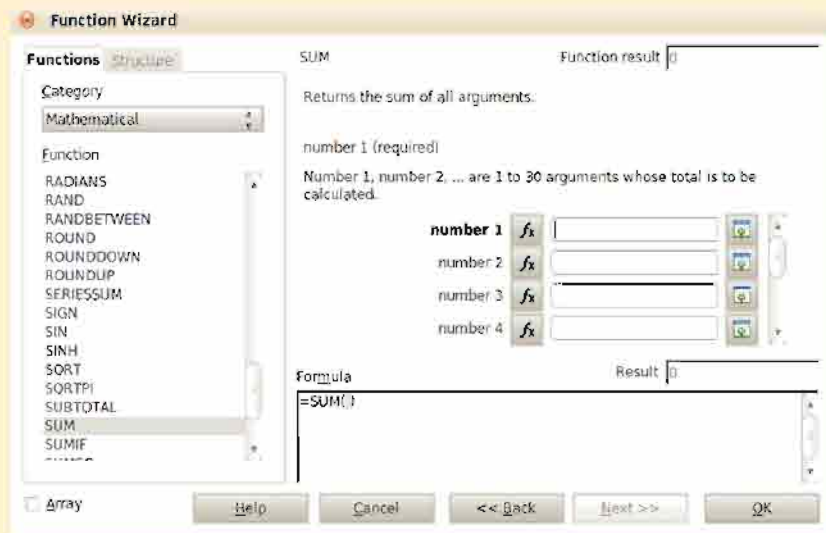 Function Wizard
Functions Structure
Category
Mathematical
Function
RADIANS
RAND
RANDBETWEEN
ROUND
ROUNDDOWN
ROUNDUP
SERIESSUM
SIGN
SIN
SINH
SQRT
SQRTPI
SUBTOTAL
SUM
SUMIF
Array
SUM
Function result 0
Returns the sum of all arguments.
number 1 (required)
Number 1, number 2, ... are 1 to 30 arguments whose total is to be
calculated.
number 1 fx
number 2 fx
number 3 fx
number 4 fx
Formula
Result 0
=SUM( )
Help Cancel << Back Next >> OK